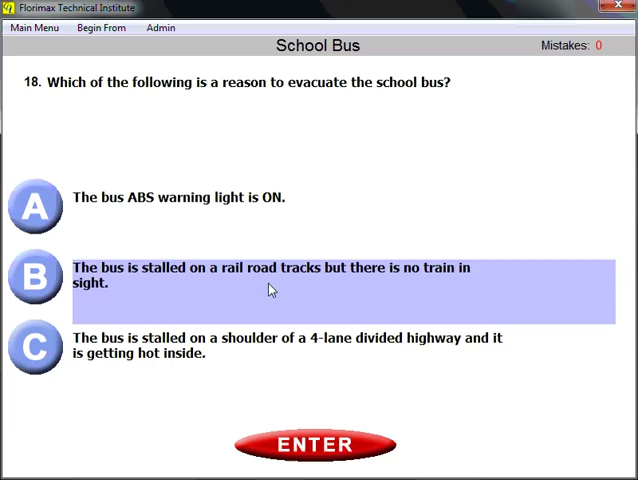 Florimax Technical Institute
Main Menu Begin From Admin
School Bus Mistakes: 0
18. Which of the following is a reason to evacuate the school bus?
A The bus ABS warning light is ON.
B The bus is stalled on a rail road tracks but there is no train in
sight.
C The bus is stalled on a shoulder of a 4-lane divided highway and it
is getting hot inside.
ENTER